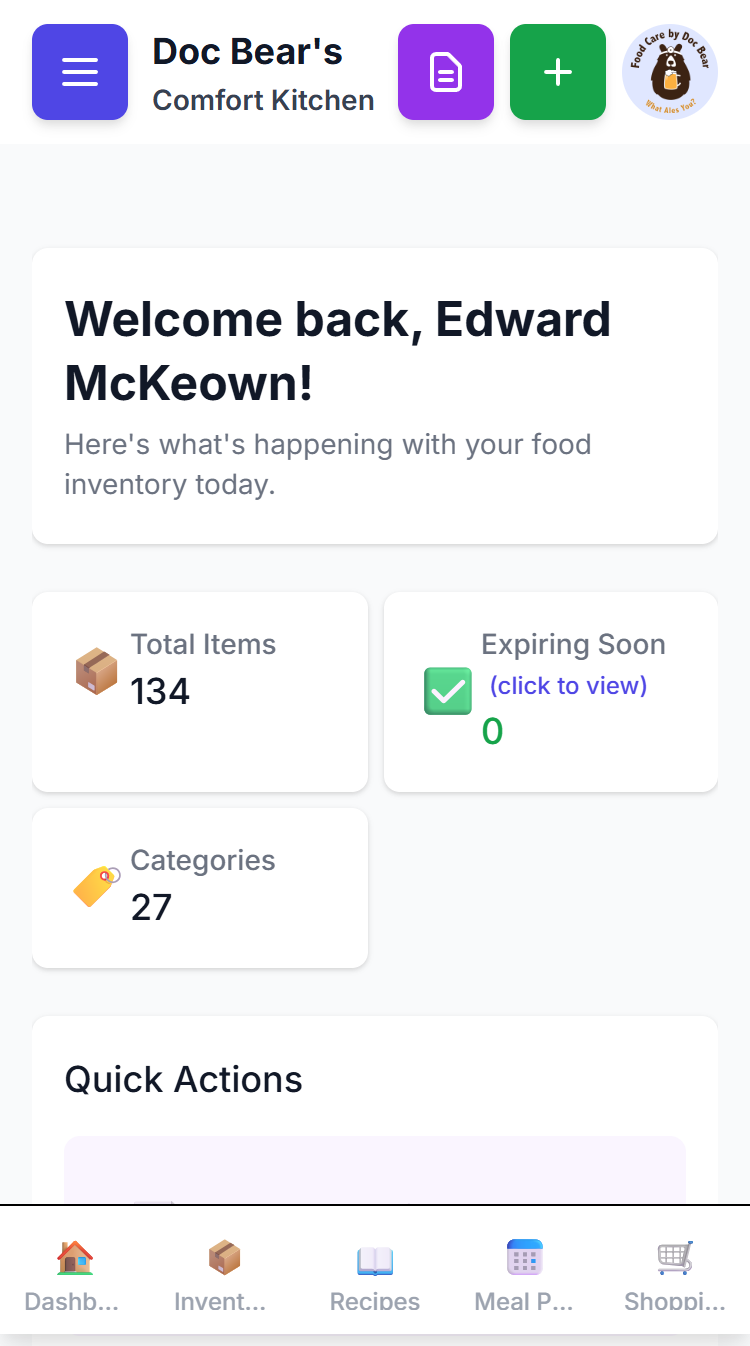 Doc Bear's
Comfort Kitchen
Food Care by Doc Bear
What Ales You?
Welcome back, Edward
McKeown!
Here's what's happening with your food
inventory today.
Total Items
134
Expiring Soon
(click to view)
0
Categories
27
Quick Actions
Dashb...
Invent...
Recipes
Meal P...
Shoppi...